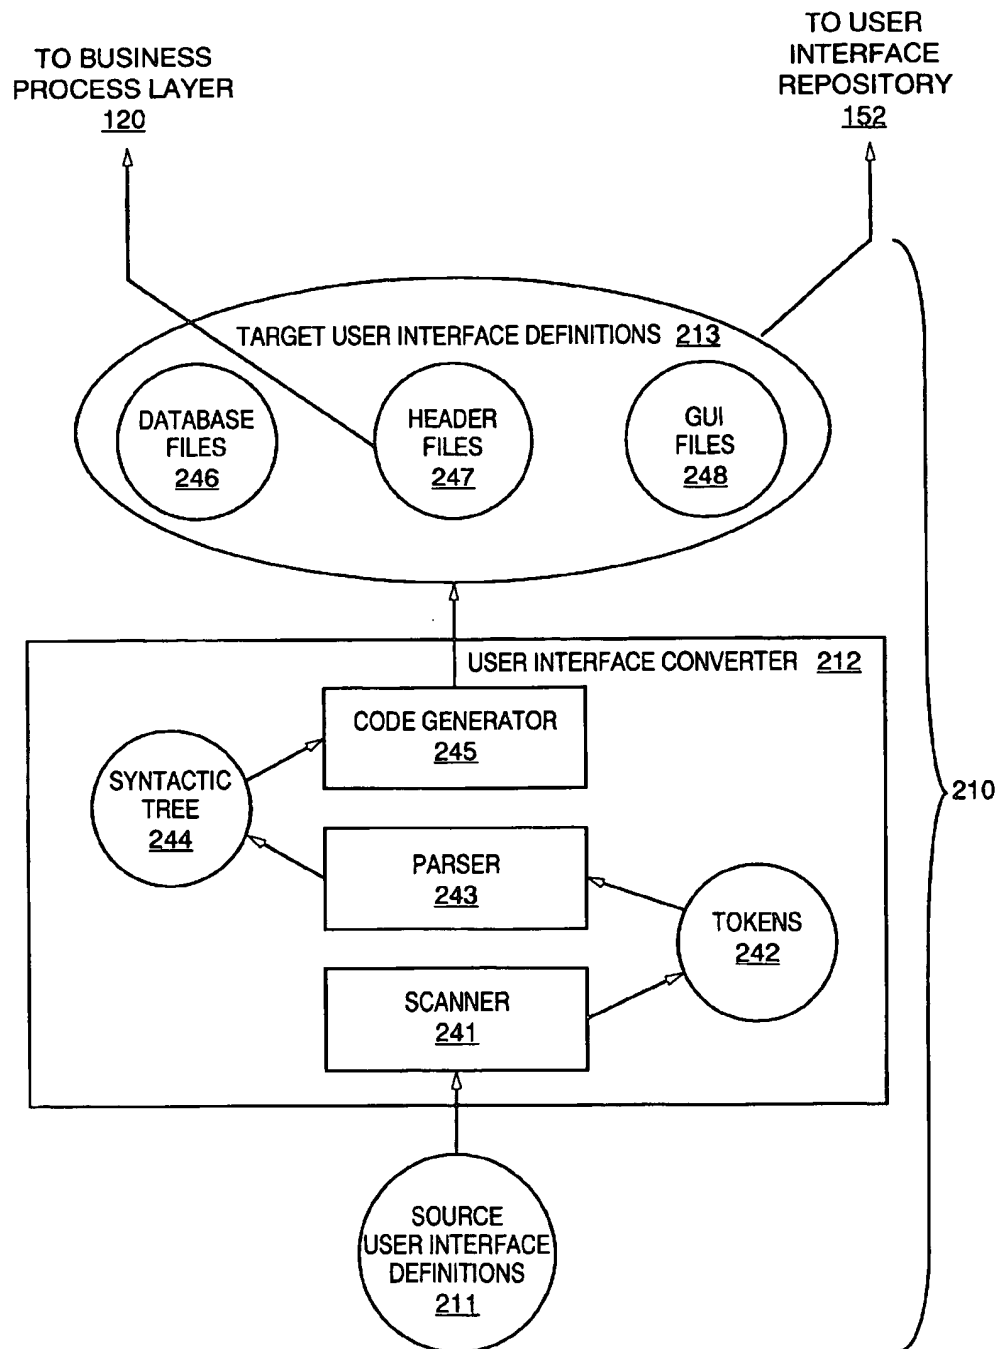 TO BUSINESS
PROCESS LAYER
120
TO USER
INTERFACE
REPOSITORY
152
TARGET USER INTERFACE DEFINITIONS 213
DATABASE
FILES
246
HEADER
FILES
247
GUI
FILES
248
USER INTERFACE CONVERTER 212
CODE GENERATOR
245
SYNTACTIC
TREE
244
210
PARSER
243
TOKENS
242
SCANNER
241
SOURCE
USER INTERFACE
DEFINITIONS
211